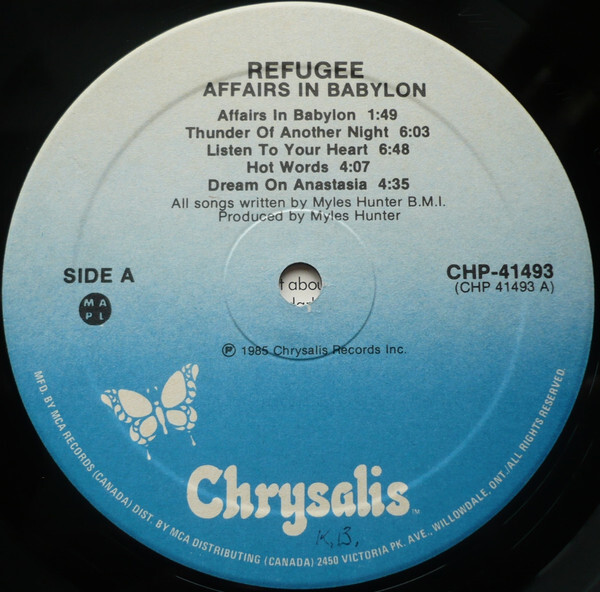 REFUGEE
AFFAIRS IN BABYLON
Affairs In Babylon 1:49
Thunder Of Another Night 6:03
Listen To Your Heart 6:48
Hot Words 4:07
Dream On Anastasia 4:35
All songs written by Myles Hunter B.M.I.
Produced by Myles Hunter
SIDE A
CHP-41493
(CHP 41493 A)
M A
P L
t abou
℗ 1985 Chrysalis Records Inc.
Chrysalis™
K.B.
MFD. BY MCA RECORDS (CANADA) DIST. BY MCA DISTRIBUTING (CANADA) 2450 VICTORIA PK. AVE., WILLOWDALE, ONT./ALL RIGHTS RESERVED.